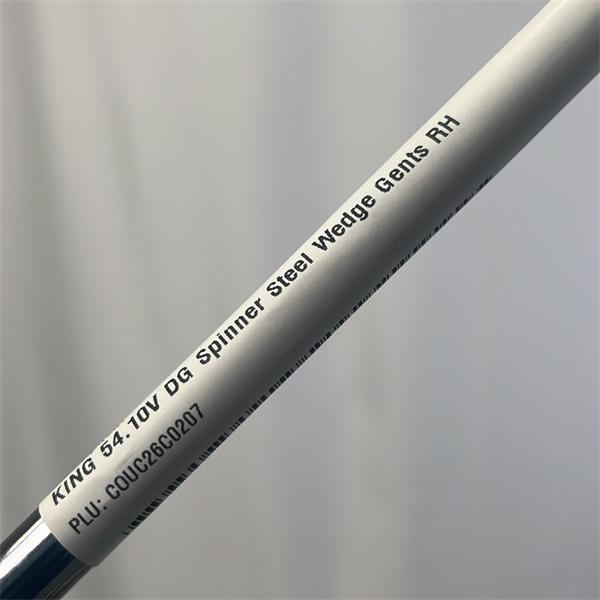 KING 54.10V DG Spinner Steel Wedge Gents RH
PLU: COUC26C0207